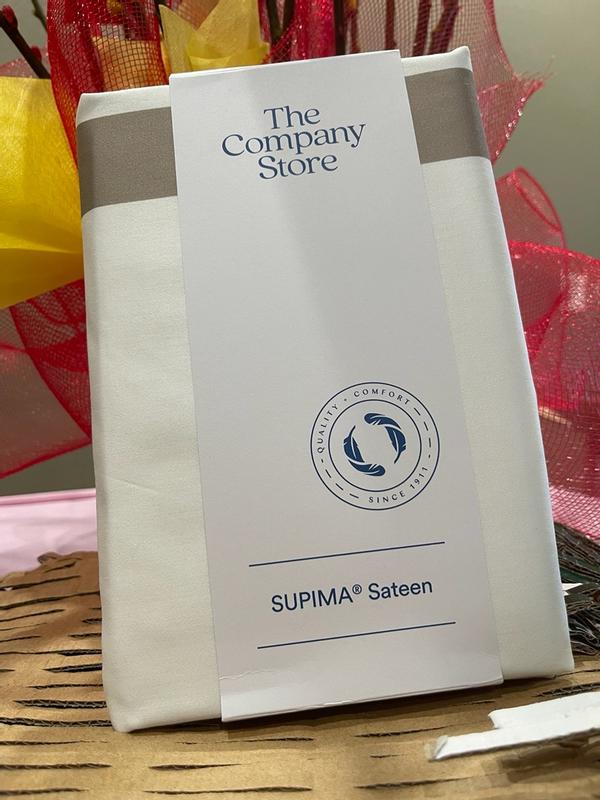 The
Company
Store
QUALITY · COMFORT
SINCE 1911
SUPIMA® Sateen